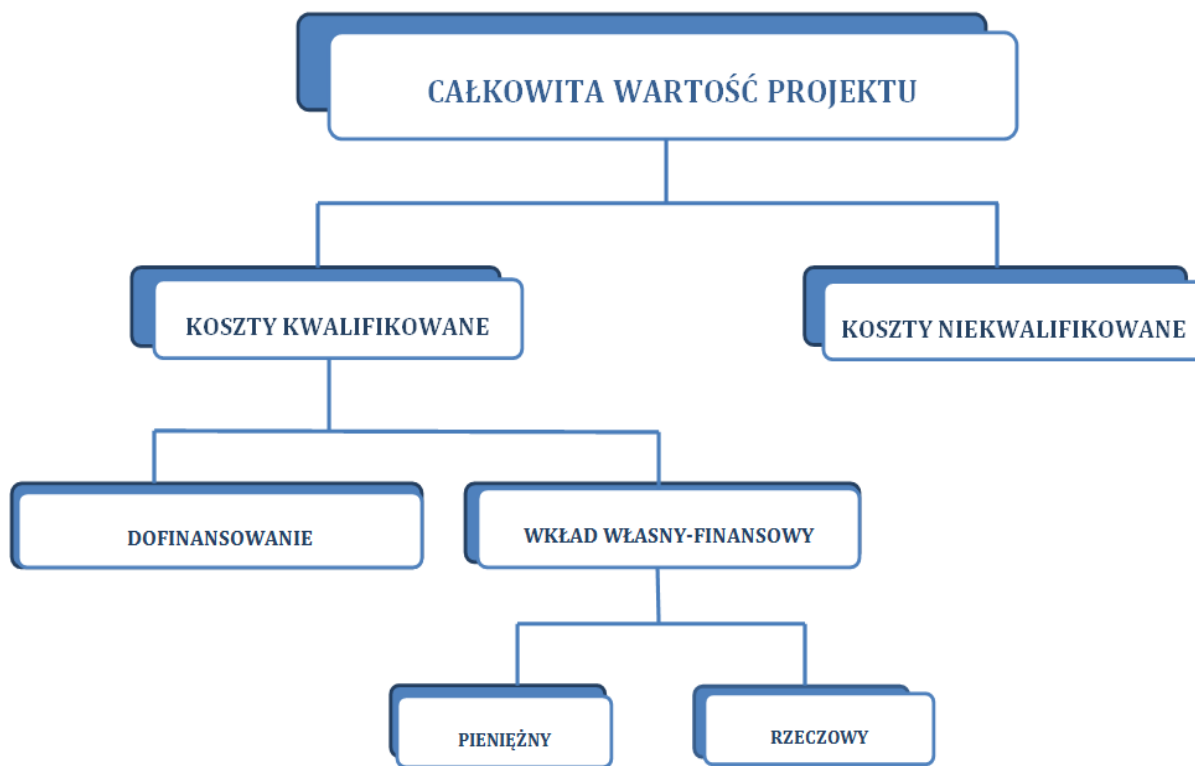 CAŁKOWITA WARTOŚĆ PROJEKTU
KOSZTY KWALIFIKOWANE
KOSZTY NIEKWALIFIKOWANE
DOFINANSOWANIE
WKŁAD WŁASNY-FINANSOWY
PIENIĘŻNY
RZECZOWY